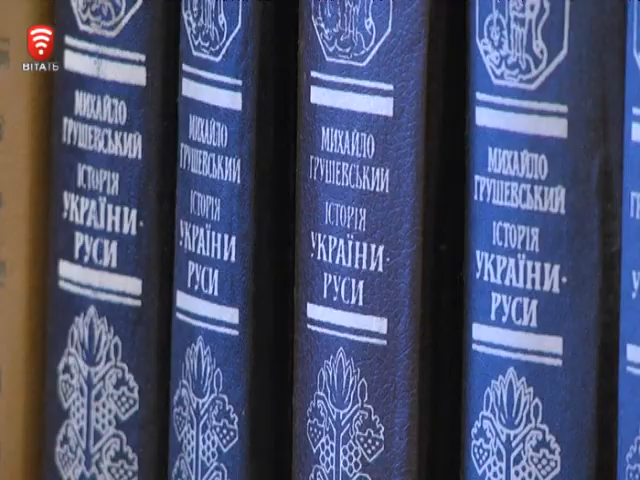 ВІТАТЬ
МИХАЙЛО
ГРУШЕВСЬКИЙ
ІСТОРІЯ
УКРАЇНИ-
РУСИ
МИХАЙЛО
ГРУШЕВСЬКИЙ
ІСТОРІЯ
УКРАЇНИ
РУСИ
МИХАЙЛО
ГРУШЕВСЬКИЙ
ІСТОРІЯ
УКРАЇНИ-
РУСИ
МИХАЙЛО
ГРУШЕВСЬКИЙ
ІСТОРІЯ
УКРАЇНИ-
РУСИ